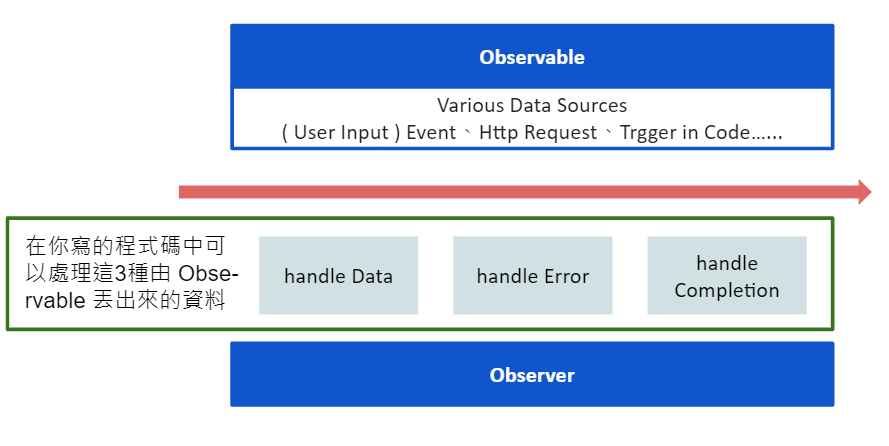 Observable
Various Data Sources
( User Input ) Event、Http Request、Trgger in Code…...
在你寫的程式碼中可
以處理這3種由 Obse-
rvable 丟出來的資料
handle Data
handle Error
handle
Completion
Observer